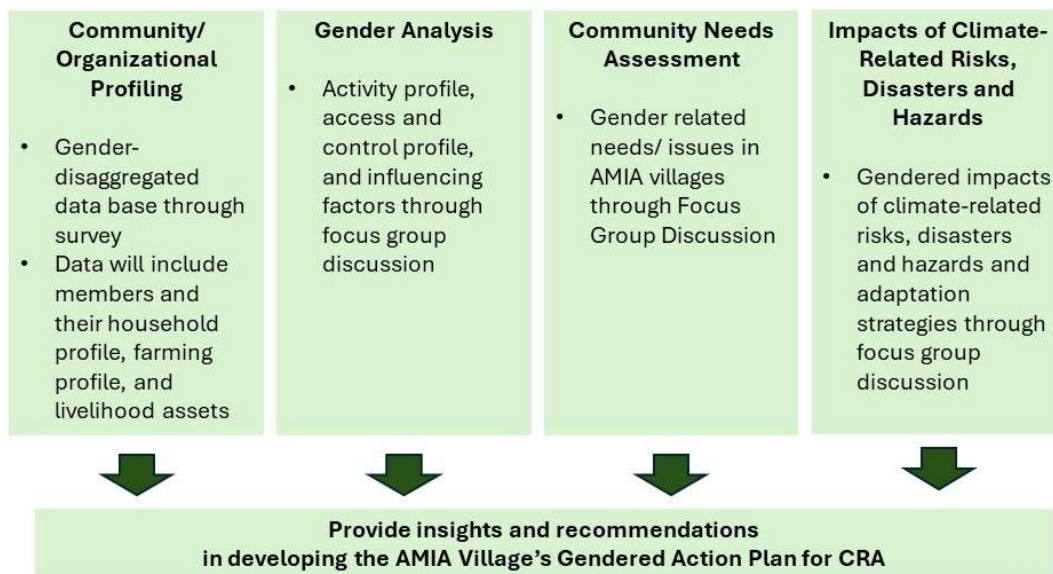 Community/
Organizational
Profiling
• Gender-
disaggregated
data base through
survey
• Data will include
members and
their household
profile, farming
profile, and
livelihood assets
Gender Analysis
• Activity profile,
access and
control profile,
and influencing
factors through
focus group
discussion
Community Needs
Assessment
• Gender related
needs/ issues in
AMIA villages
through Focus
Group Discussion
Impacts of Climate-
Related Risks,
Disasters and
Hazards
• Gendered impacts
of climate-related
risks, disasters
and hazards and
adaptation
strategies through
focus group
discussion
Provide insights and recommendations
in developing the AMIA Village's Gendered Action Plan for CRA